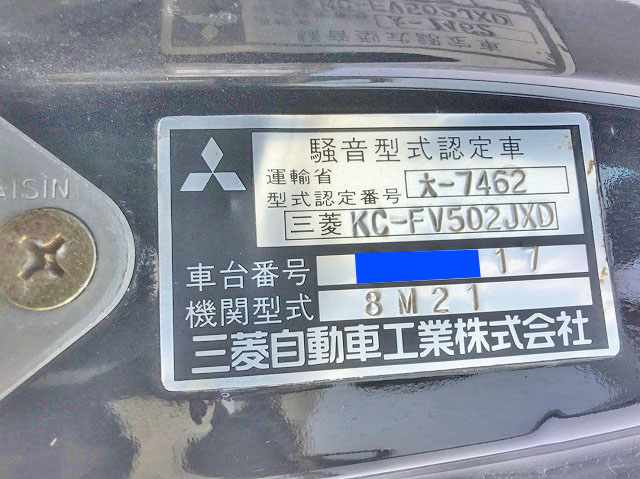 騒音型式認定車
運輸省
型式認定番号 大-7462
三菱 KC-FV502JXD
車台番号 17
機関型式 8M21
三菱自動車工業株式会社
AISIN